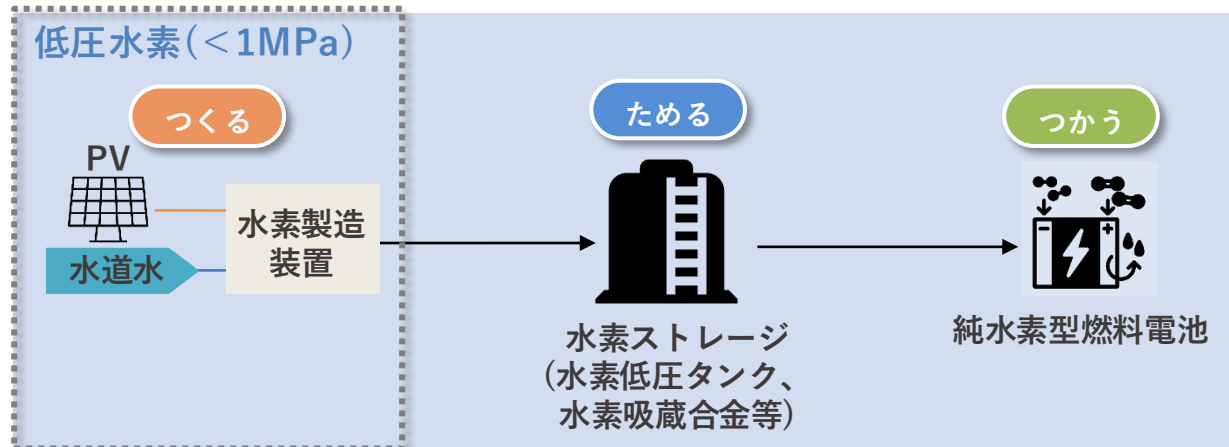 低圧水素(<1MPa)
つくる
PV
水道水
水素製造
装置
ためる
水素ストレージ
(水素低圧タンク、
水素吸蔵合金等)
つかう
純水素型燃料電池